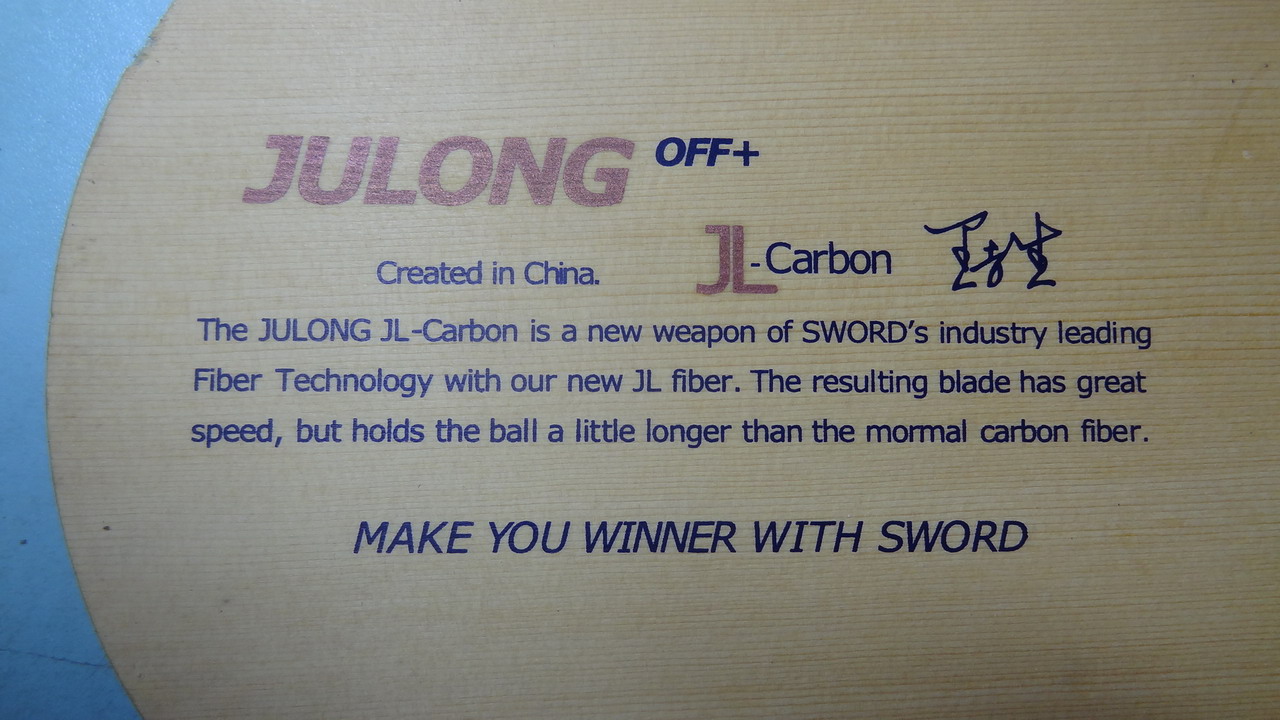 JULONG OFF+
Created in China. JL-Carbon
The JULONG JL-Carbon is a new weapon of SWORD's industry leading
Fiber Technology with our new JL fiber. The resulting blade has great
speed, but holds the ball a little longer than the mormal carbon fiber.
MAKE YOU WINNER WITH SWORD